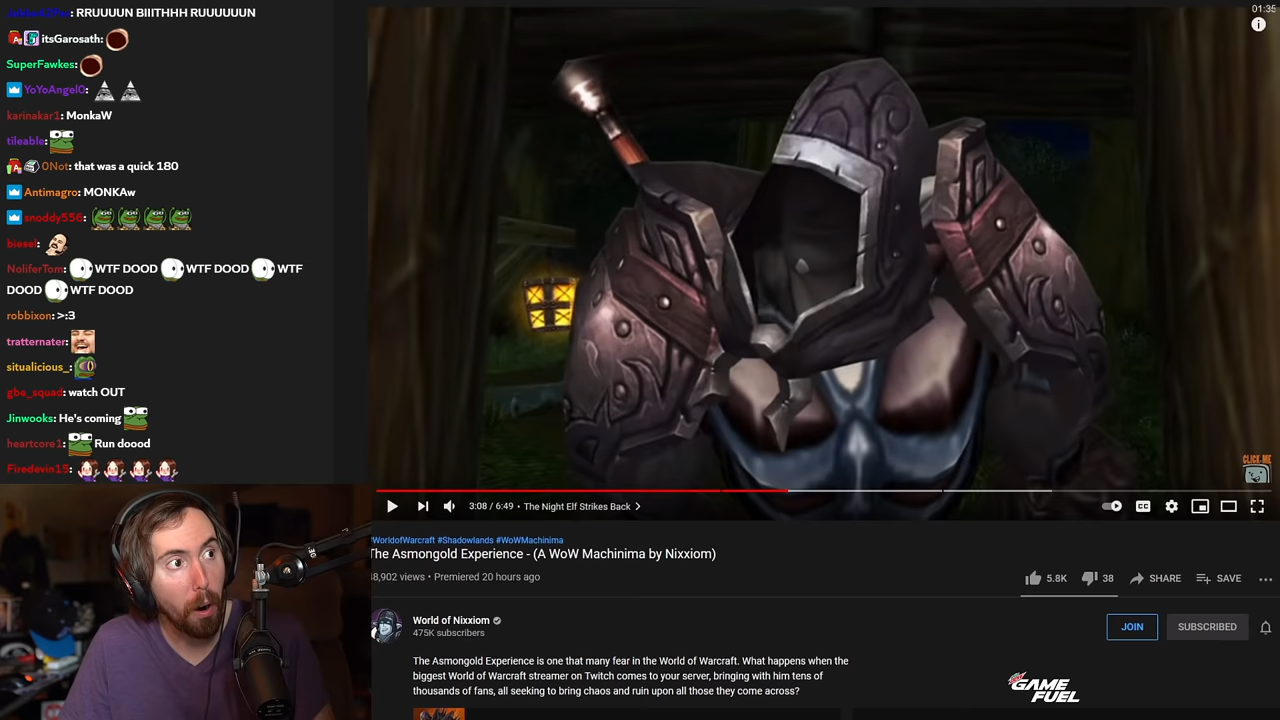 : RRUUUUN BIIITHHH RUUUUUUN
itsGarosath:
SuperFawkes:
YoYoAngel0:
karinakar1: MonkaW
tileable:
0Not: that was a quick 180
Antimagro: MONKAw
snoddy556:
biesel:
NoliferTom: WTF DOOD WTF DOOD WTF
DOOD WTF DOOD
robbixon: >:3
tratternater:
situalicious_:
gbe_squad: watch OUT
Jinwooks: He's coming
heartcore1: Run doood
Firedevin15:
01:35
CLICK ME
3:08 / 6:49 • The Night Elf Strikes Back
CC
#WorldofWarcraft #Shadowlands #WoWMachinima
The Asmongold Experience - (A WoW Machinima by Nixxiom)
8,902 views • Premiered 20 hours ago
5.8K 38 SHARE SAVE
World of Nixxiom
475K subscribers
JOIN SUBSCRIBED
The Asmongold Experience is one that many fear in the World of Warcraft. What happens when the
biggest World of Warcraft streamer on Twitch comes to your server, bringing with him tens of
thousands of fans, all seeking to bring chaos and ruin upon all those they come across?
GAME
FUEL